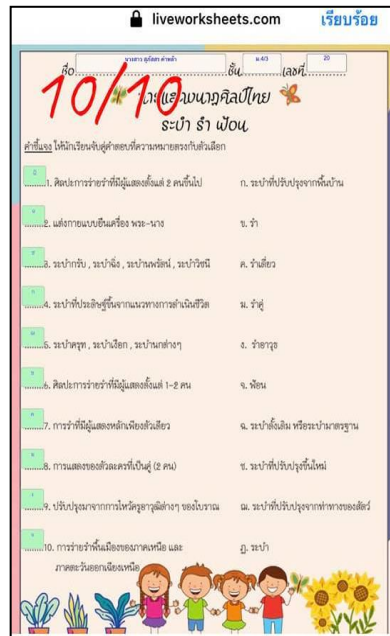 liveworksheets.com เรียบร้อย
ชื่อ นางสาว สุภัสสร คำหล้า ชั้น ม.4/3 เลขที่ 20
10/10
การแสดงนาฏศิลป์ไทย
ระบำ รำ ฟ้อน
คำชี้แจง ให้นักเรียนจับคู่คำตอบที่ความหมายตรงกับตัวเลือก
1. ศิลปะการร่ายรำที่มีผู้แสดงตั้งแต่ 2 คนขึ้นไป ก. ระบำที่ปรับปรุงจากพื้นบ้าน
2. แต่งกายแบบยืนเครื่อง พระ-นาง ข. รำ
3. ระบำกรับ , ระบำฉิ่ง , ระบำนพรัตน์ , ระบำวิชนี ค. รำเดี่ยว
4. ระบำที่ประดิษฐ์ขึ้นจากแนวทางการดำเนินชีวิต ฆ. รำคู่
5. ระบำครุฑ , ระบำเงือก , ระบำนกต่างๆ ง. รำอาวุธ
6. ศิลปะการร่ายรำที่มีผู้แสดงตั้งแต่ 1-2 คน จ. ฟ้อน
7. การรำที่มีผู้แสดงหลักเพียงตัวเดียว ฉ. ระบำดั้งเดิม หรือระบำมาตรฐาน
8. การแสดงของตัวละครที่เป็นคู่ (2 คน) ช. ระบำที่ปรับปรุงขึ้นใหม่
9. ปรับปรุงมาจากการไหว้ครูอาวุธต่างๆ ของโบราณ ฌ. ระบำที่ปรับปรุงจากท่าทางของสัตว์
10. การร่ายรำพื้นเมืองของภาคเหนือ และ ฎ. ระบำ
ภาคตะวันออกเฉียงเหนือ